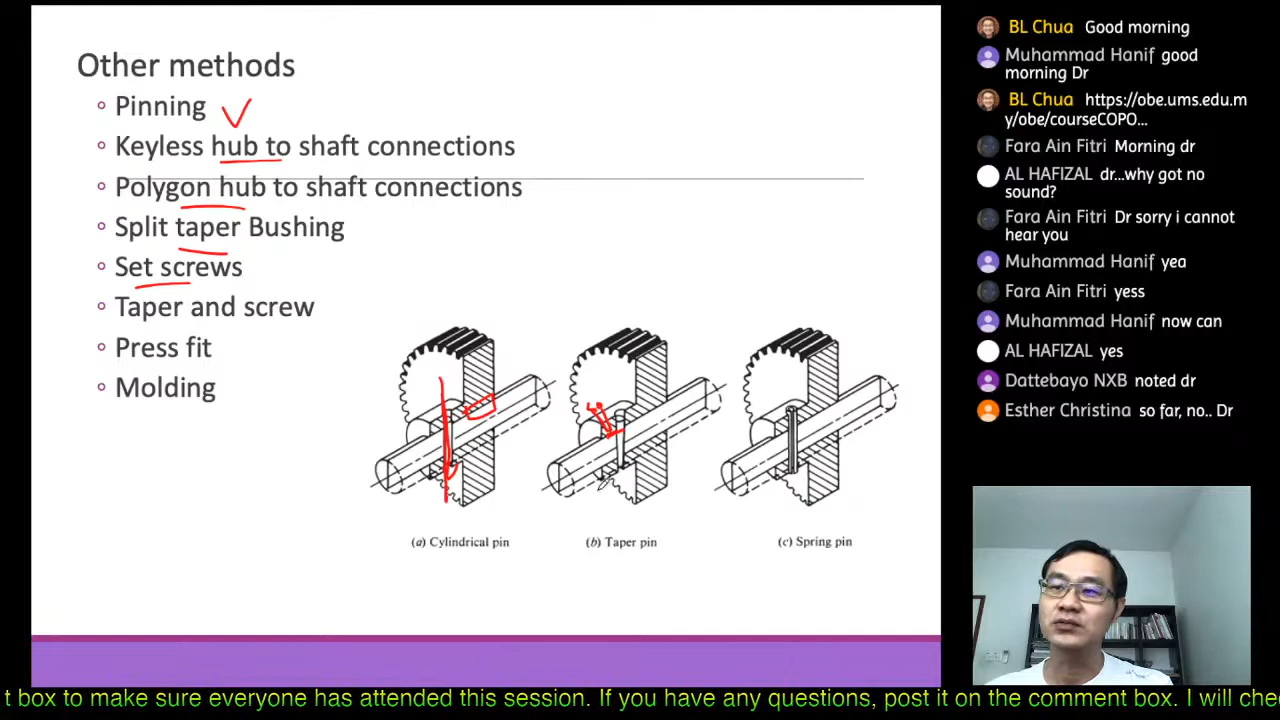 Other methods
Pinning
Keyless hub to shaft connections
Polygon hub to shaft connections
Split taper Bushing
Set screws
Taper and screw
Press fit
Molding
(a) Cylindrical pin
(b) Taper pin
(c) Spring pin
BL Chua Good morning
Muhammad Hanif good
morning Dr
BL Chua https://obe.ums.edu.m
y/obe/courseCOPO...
Fara Ain Fitri Morning dr
AL HAFIZAL dr...why got no
sound?
Fara Ain Fitri Dr sorry i cannot
hear you
Muhammad Hanif yea
Fara Ain Fitri yess
Muhammad Hanif now can
AL HAFIZAL yes
Dattebayo NXB noted dr
Esther Christina so far, no.. Dr
t box to make sure everyone has attended this session. If you have any questions, post it on the comment box. I will che